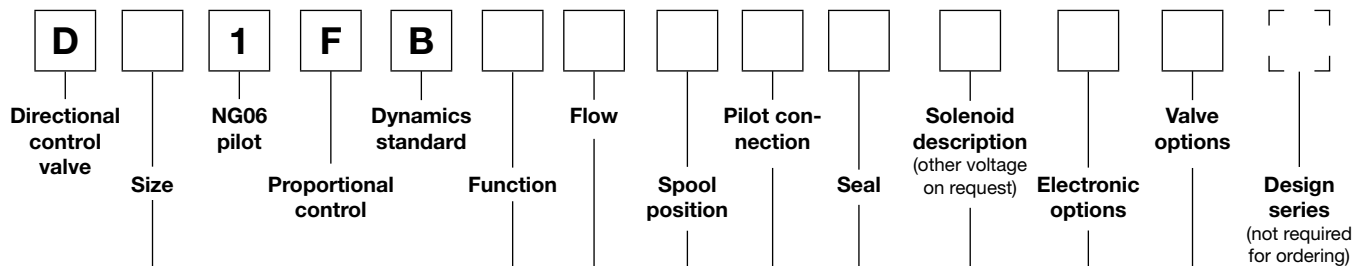 D 1 F B
Directional
control
valve
Size
NG06
pilot
Proportional
control
Dynamics
standard
Function
Flow
Spool
position
Pilot con-
nection
Seal
Solenoid
description
(other voltage
on request)
Electronic
options
Valve
options
Design
series
(not required
for ordering)